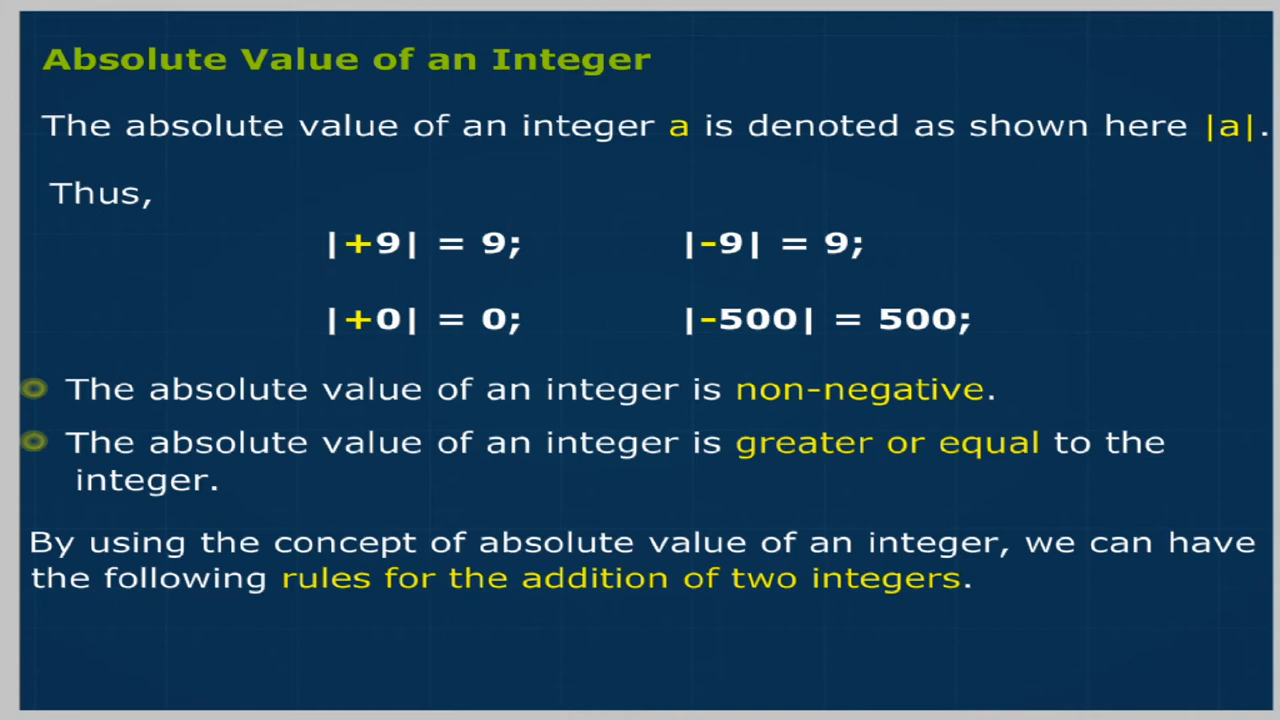 Absolute Value of an Integer
The absolute value of an integer a is denoted as shown here |a|.
Thus,
|+9| = 9; |-9| = 9;
|+0| = 0; |-500| = 500;
The absolute value of an integer is non-negative.
The absolute value of an integer is greater or equal to the
integer.
By using the concept of absolute value of an integer, we can have
the following rules for the addition of two integers.